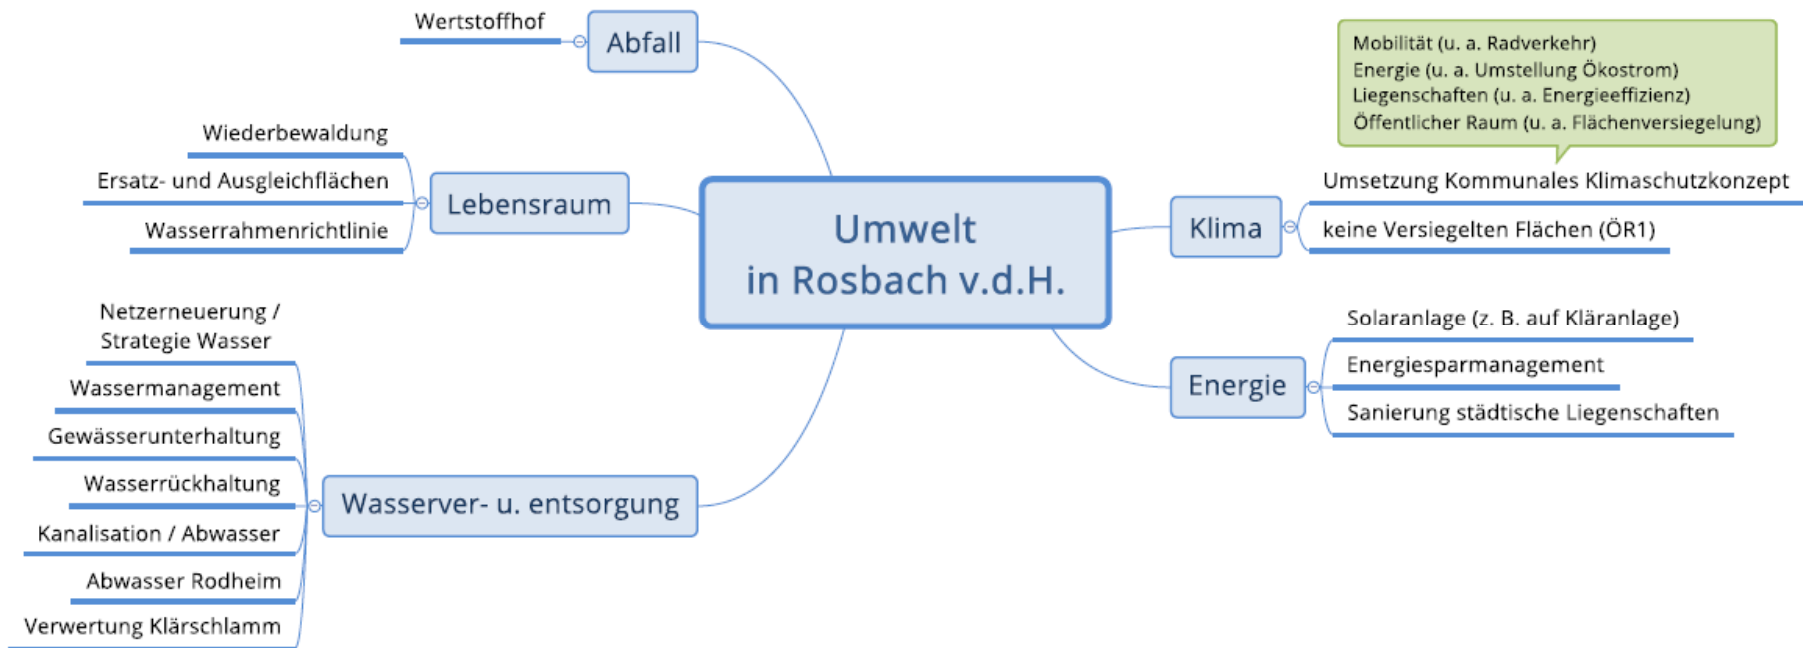 Umwelt
in Rosbach v.d.H.
Abfall
Wertstoffhof
Lebensraum
Wiederbewaldung
Ersatz- und Ausgleichflächen
Wasserrahmenrichtlinie
Wasserver- u. entsorgung
Netzerneuerung /
Strategie Wasser
Wassermanagement
Gewässerunterhaltung
Wasserrückhaltung
Kanalisation / Abwasser
Abwasser Rodheim
Verwertung Klärschlamm
Klima
Mobilität (u. a. Radverkehr)
Energie (u. a. Umstellung Ökostrom)
Liegenschaften (u. a. Energieeffizienz)
Öffentlicher Raum (u. a. Flächenversiegelung)
Umsetzung Kommunales Klimaschutzkonzept
keine Versiegelten Flächen (ÖR1)
Energie
Solaranlage (z. B. auf Kläranlage)
Energiesparmanagement
Sanierung städtische Liegenschaften